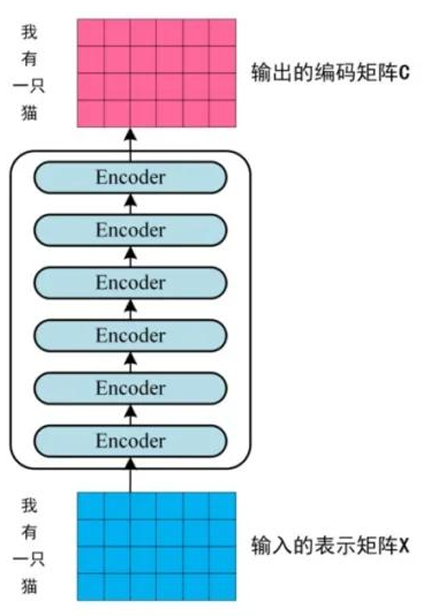 我
有
一只
猫
输出的编码矩阵C
Encoder
Encoder
Encoder
Encoder
Encoder
Encoder
我
有
一只
猫
输入的表示矩阵X